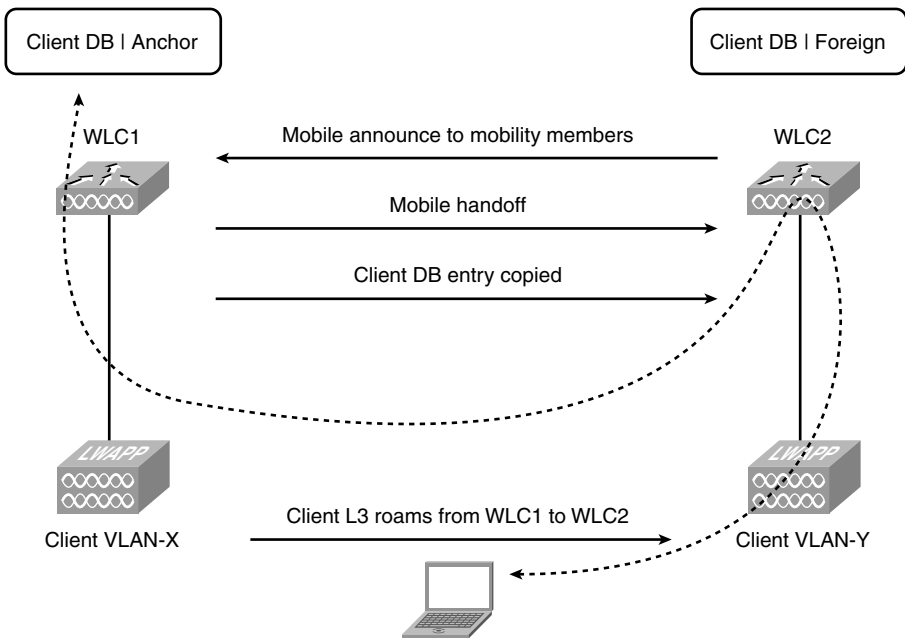 Client DB | Anchor
Client DB | Foreign
WLC1
Mobile announce to mobility members
WLC2
Mobile handoff
Client DB entry copied
LWAPP
LWAPP
Client L3 roams from WLC1 to WLC2
Client VLAN-X
Client VLAN-Y